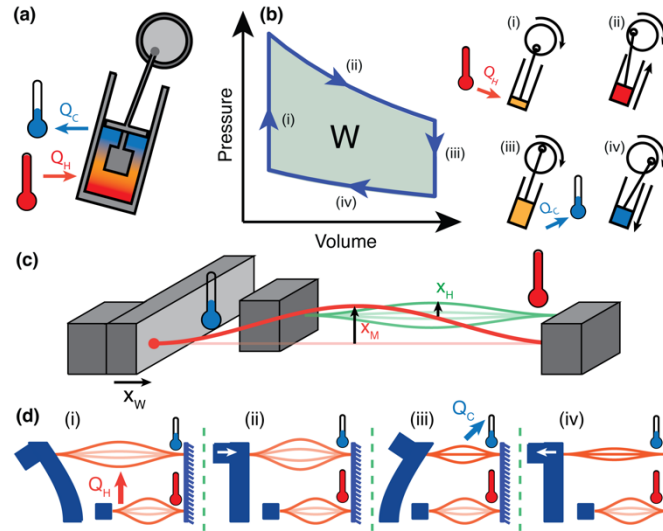 (a)
Q_C
Q_H
(b)
Pressure
Volume
W
(i)
(ii)
(iii)
(iv)
(i)
(ii)
Q_H
(iii)
(iv)
Q_C
(c)
x_H
x_M
x_W
(d)
(i)
(ii)
(iii)
(iv)
Q_H
Q_C